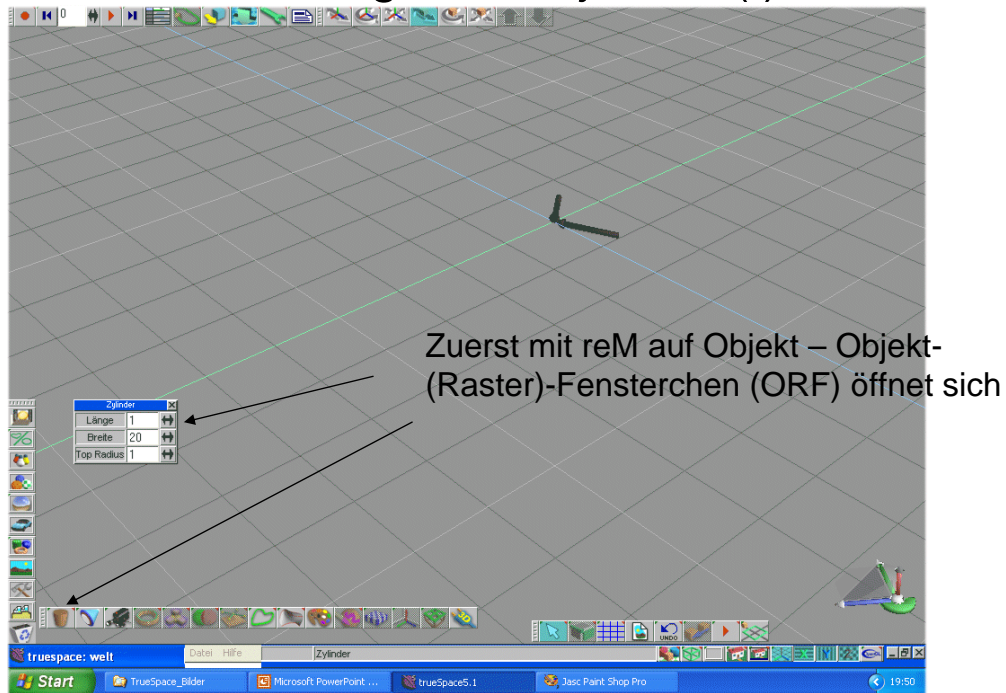 0
Zuerst mit reM auf Objekt – Objekt-
(Raster)-Fensterchen (ORF) öffnet sich
Zylinder
Länge 1
Breite 20
Top Radius 1
UNDO
truespace: welt Datei Hilfe Zylinder
Start TrueSpace_Bilder Microsoft PowerPoint ... trueSpace5.1 Jasc Paint Shop Pro 19:50